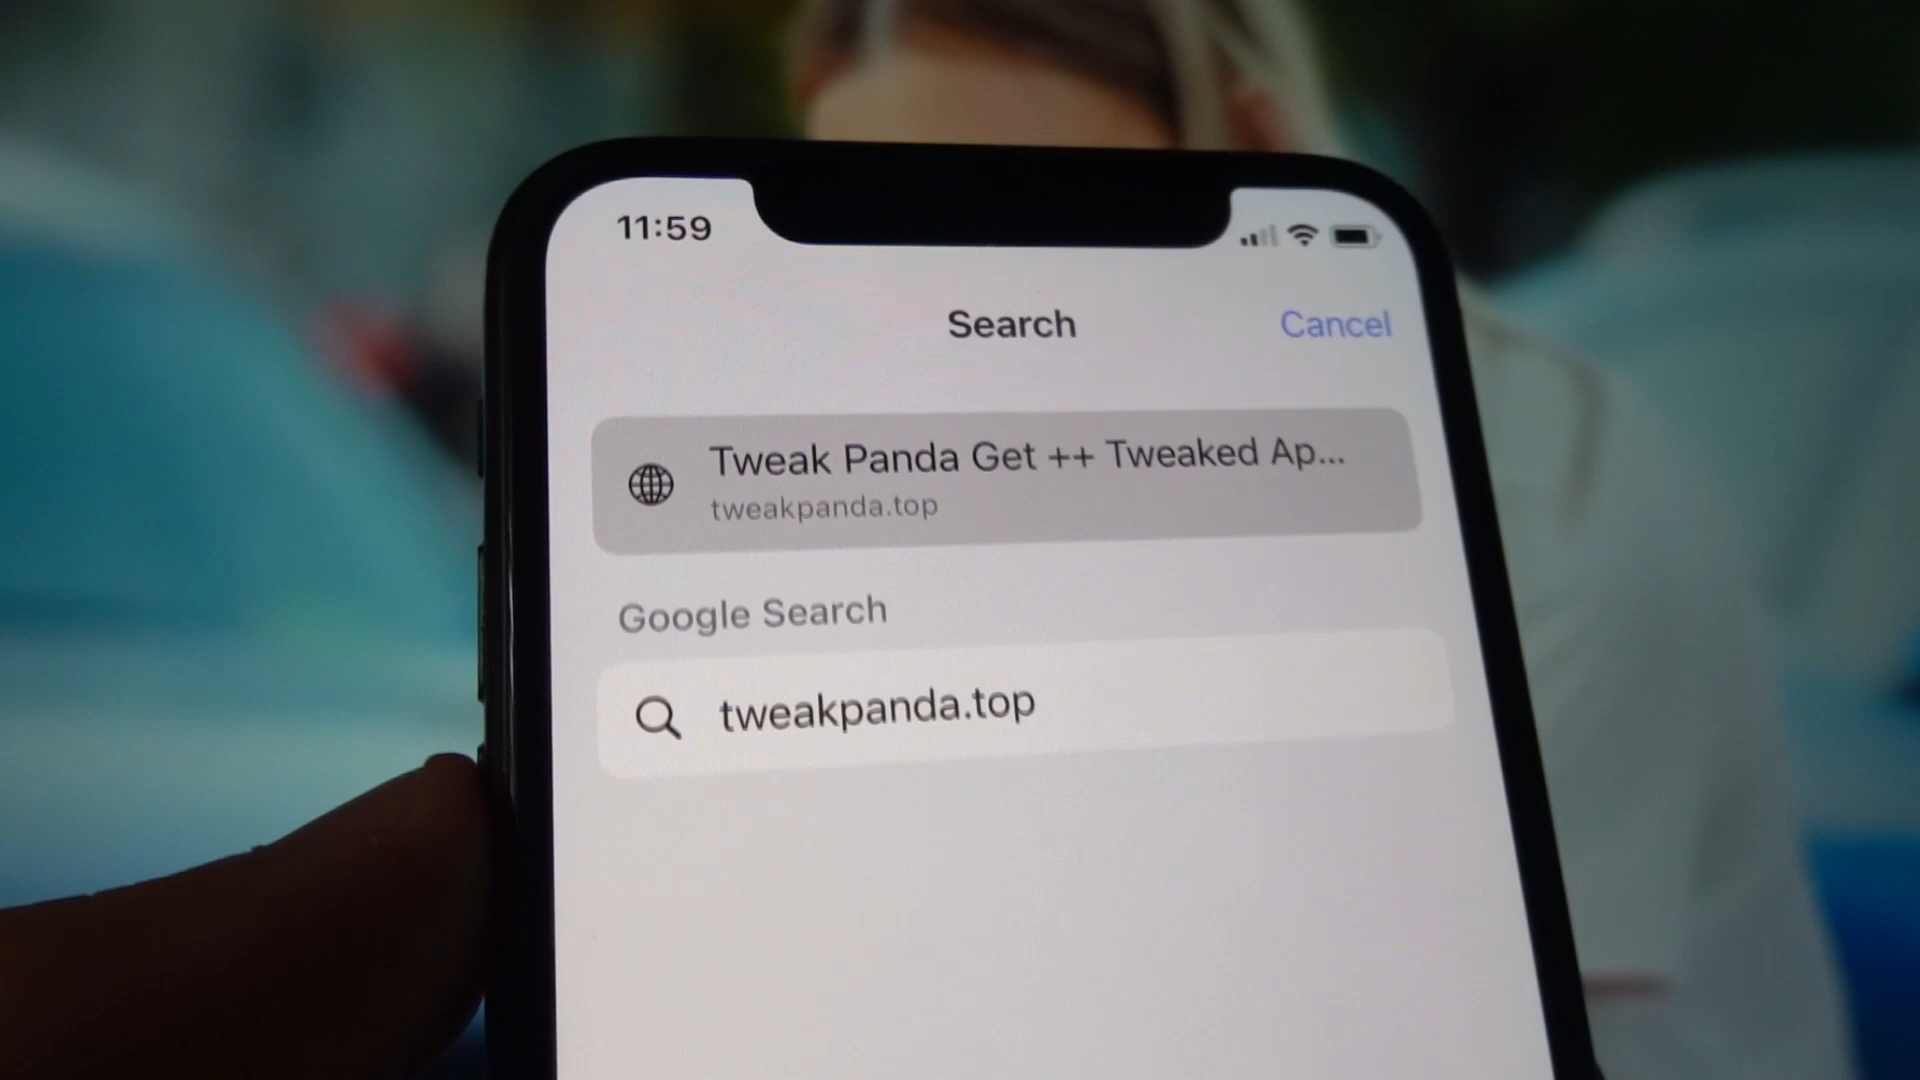 11:59
Search
Cancel
Tweak Panda Get ++ Tweaked Ap...
tweakpanda.top
Google Search
tweakpanda.top